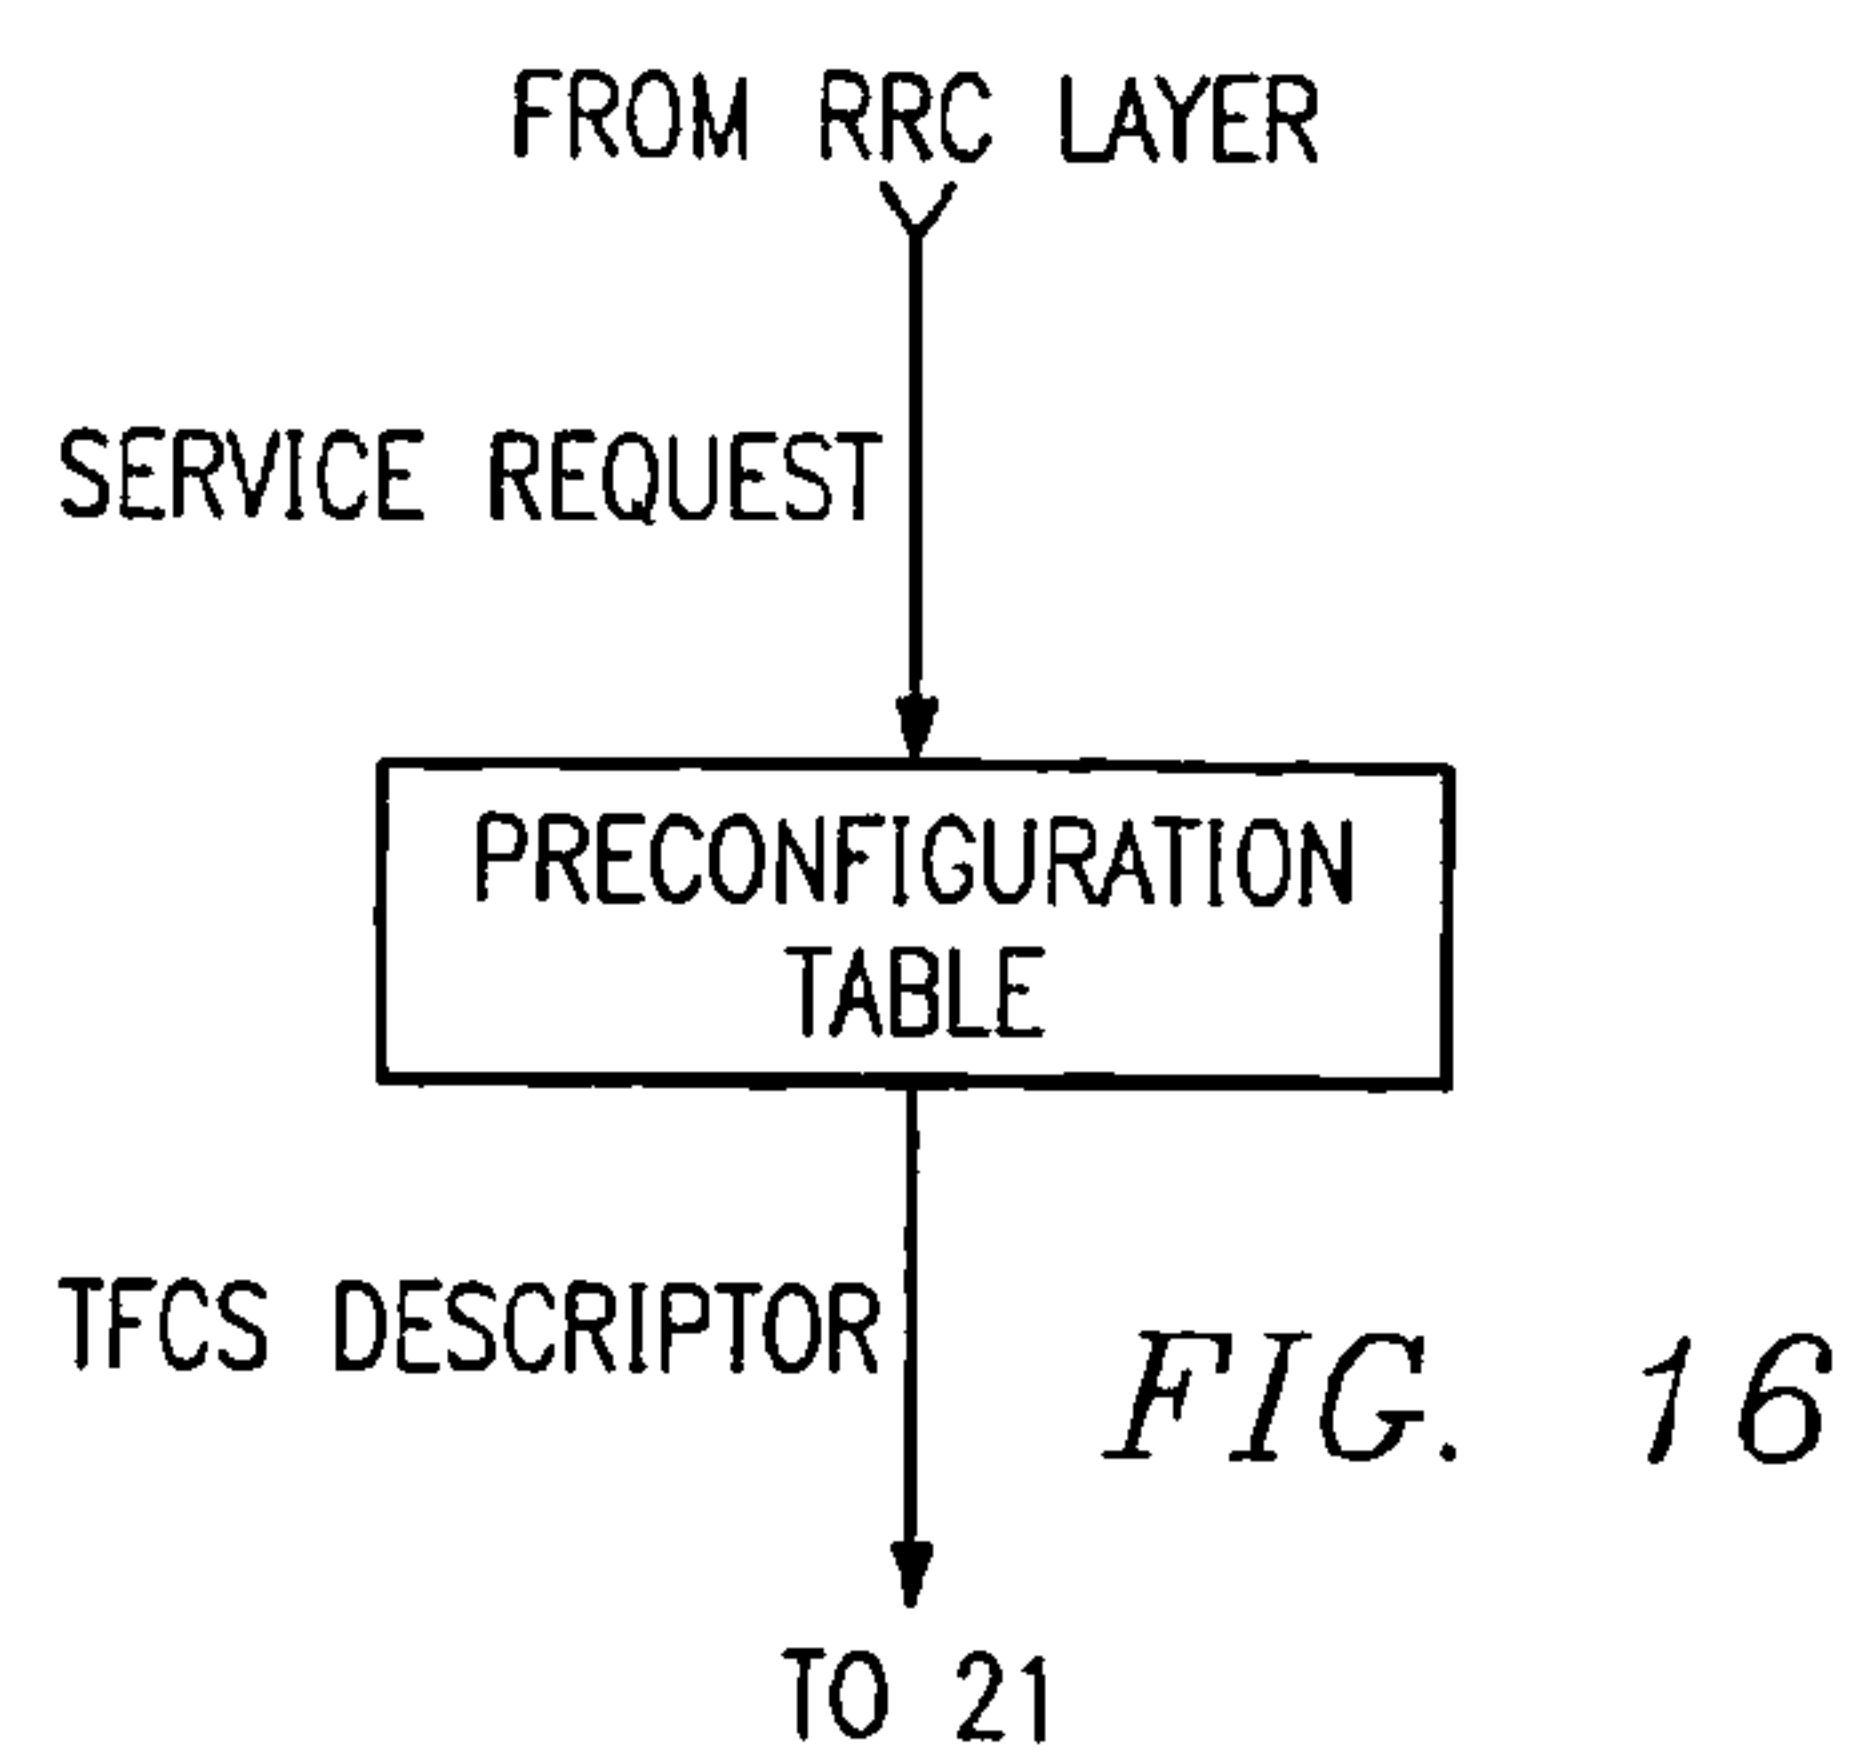 FROM RRC LAYER
SERVICE REQUEST
PRECONFIGURATION
TABLE
TFCS DESCRIPTOR
FIG. 16
TO 21